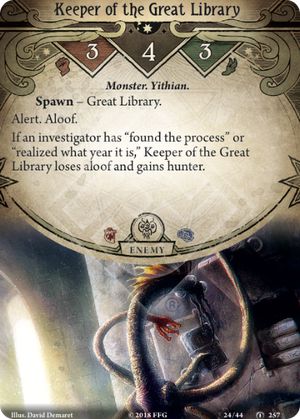 Keeper of the Great Library
3 4 3
Monster. Yithian.
Spawn – Great Library.
Alert. Aloof.
If an investigator has “found the process” or
“realized what year it is,” Keeper of the Great
Library loses aloof and gains hunter.
ENEMY
Illus. David Demaret © 2018 FFG 24/44 257